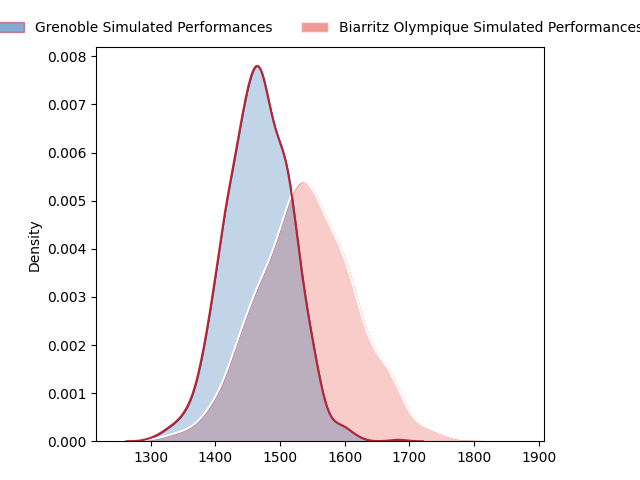 Grenoble Simulated Performances
Biarritz Olympique Simulated Performances
0.008
0.007
0.006
0.005
0.004
0.003
0.002
0.001
0.000
Density
1300 1400 1500 1600 1700 1800 1900